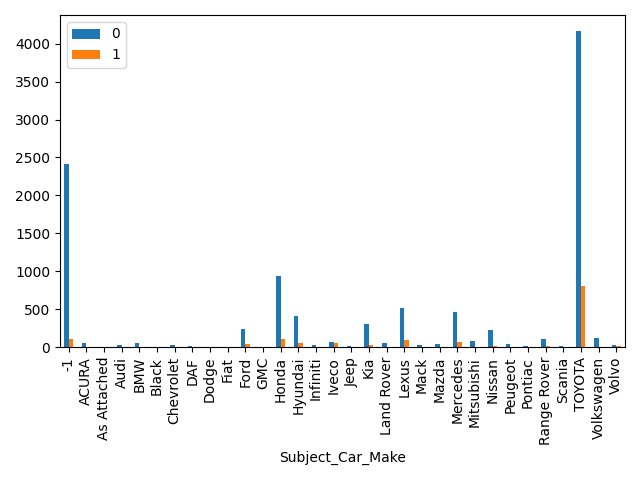 0
1
4000
3500
3000
2500
2000
1500
1000
500
0
-1
ACURA
As Attached
Audi
BMW
Black
Chevrolet
DAF
Dodge
Fiat
Ford
GMC
Honda
Hyundai
Infiniti
Iveco
Jeep
Kia
Land Rover
Lexus
Mack
Mazda
Mercedes
Mitsubishi
Nissan
Peugeot
Pontiac
Range Rover
Scania
TOYOTA
Volkswagen
Volvo
Subject_Car_Make